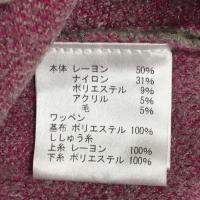 本体 レーヨン 50%
ナイロン 31%
ポリエステル 9%
アクリル 5%
毛 5%
ワッペン
基布 ポリエステル 100%
ししゅう糸
上糸 レーヨン 100%
下糸 ポリエステル 100%